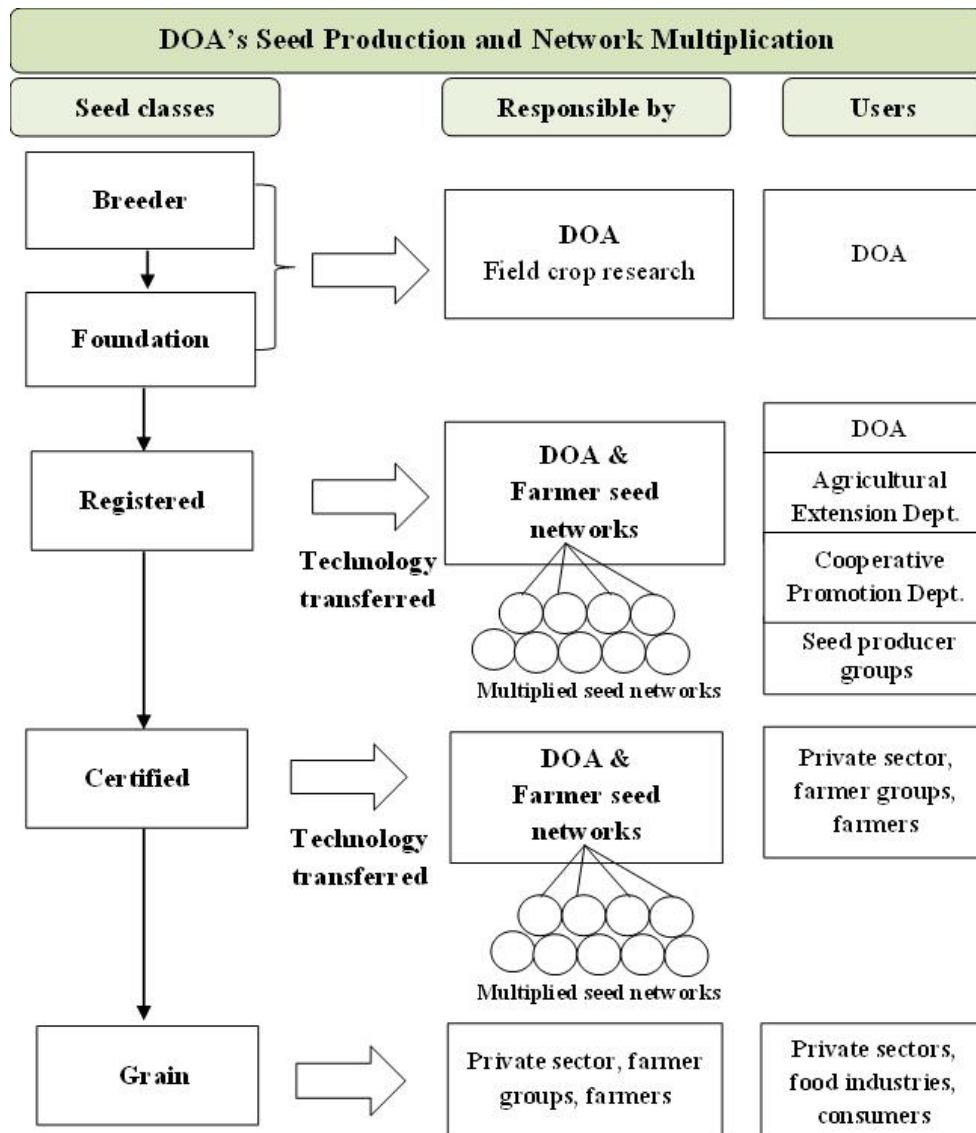 DOA's Seed Production and Network Multiplication
Seed classes
Responsible by
Users
Breeder
Foundation
DOA
Field crop research
DOA
Registered
Technology
transferred
DOA &
Farmer seed
networks
Multiplied seed networks
DOA
Agricultural
Extension Dept.
Cooperative
Promotion Dept.
Seed producer
groups
Certified
Technology
transferred
DOA &
Farmer seed
networks
Multiplied seed networks
Private sector,
farmer groups,
farmers
Grain
Private sector, farmer
groups, farmers
Private sectors,
food industries,
consumers